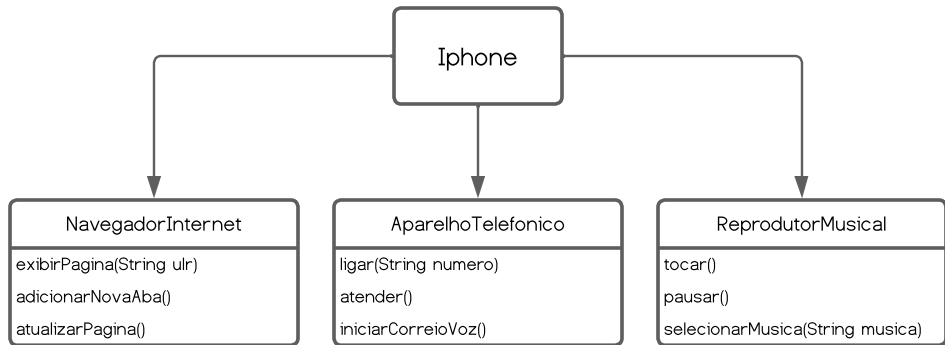 Iphone
NavegadorInternet
exibirPagina(String ulr)
adicionarNovaAba()
atualizarPagina()
AparelhoTelefonico
ligar(String numero)
atender()
iniciarCorreioVoz()
ReprodutorMusical
tocar()
pausar()
selecionarMusica(String musica)